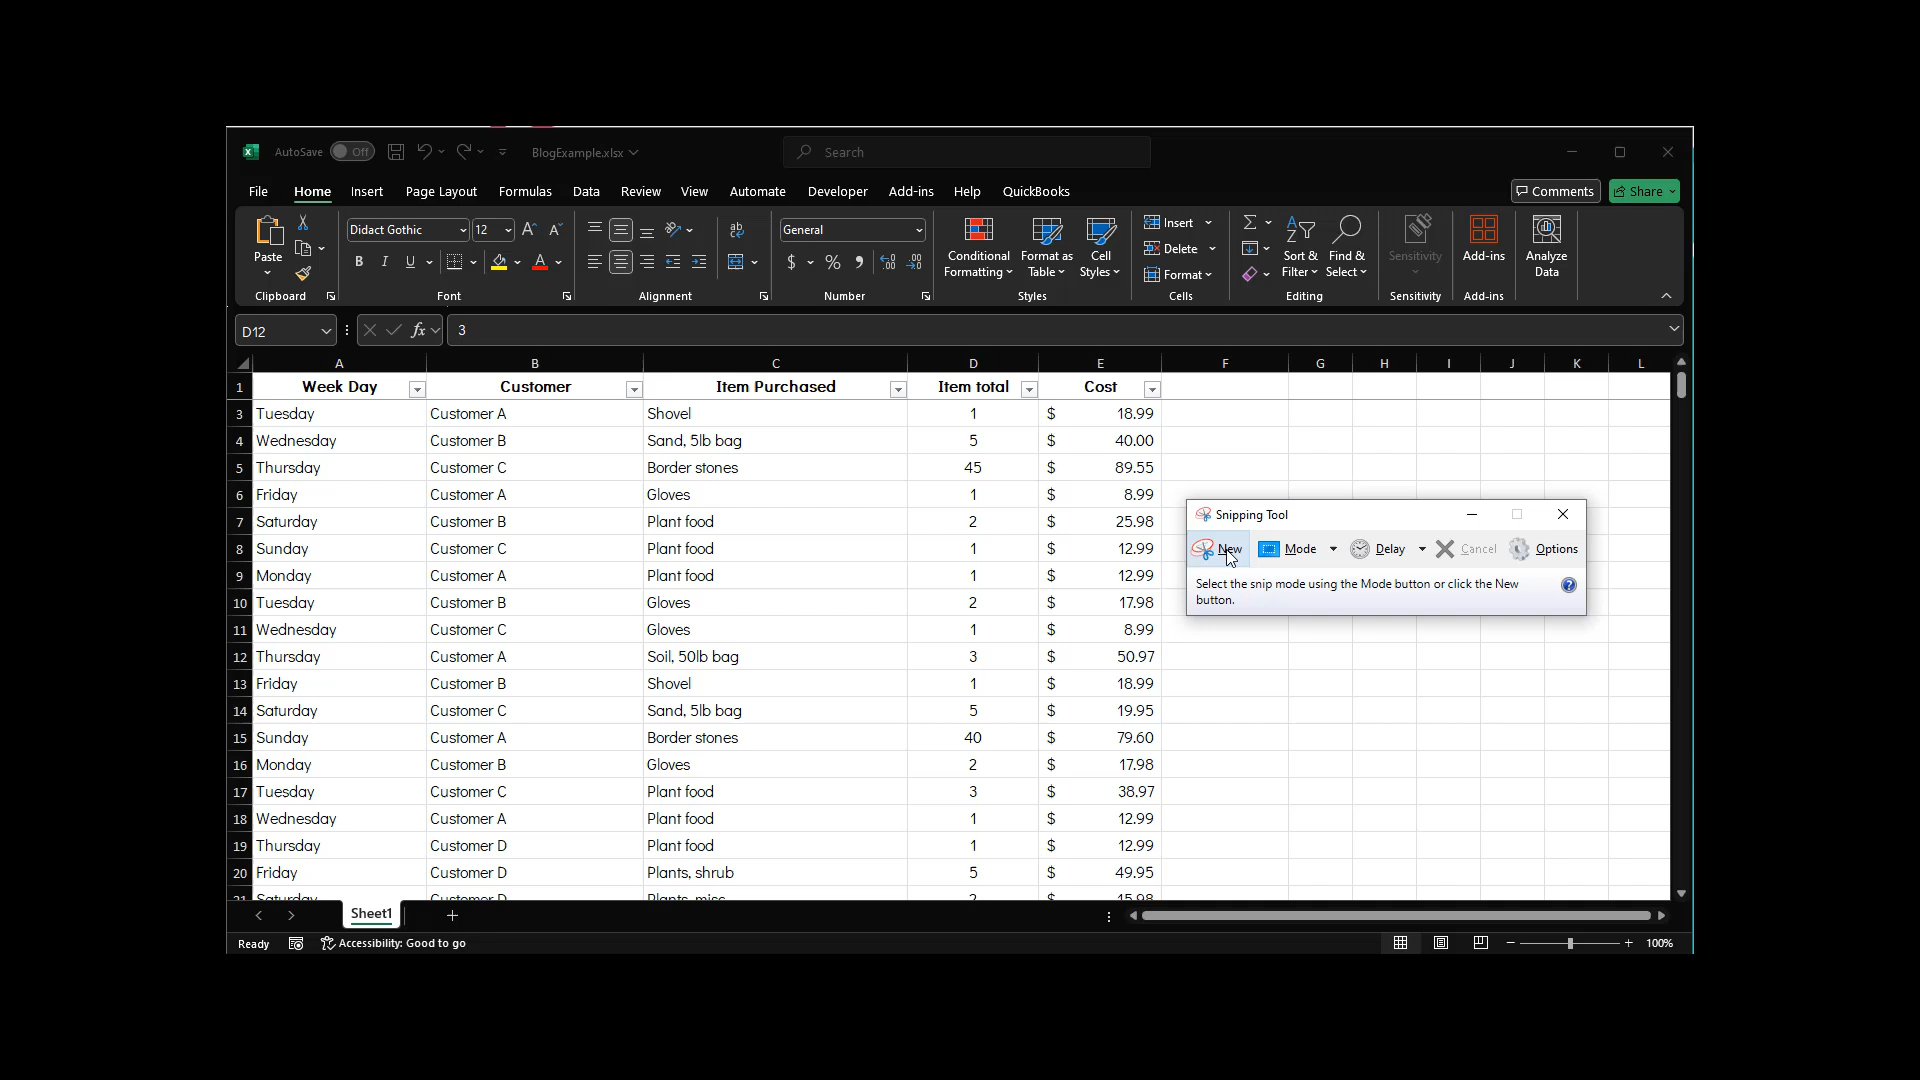 AutoSave Off BlogExample.xlsx Search
File Home Insert Page Layout Formulas Data Review View Automate Developer Add-ins Help QuickBooks Comments Share
Paste Didact Gothic 12 General Conditional Formatting Format as Table Cell Styles Insert Delete Format Sort & Filter Find & Select Sensitivity Add-ins Analyze Data
B I U $ %
Clipboard Font Alignment Number Styles Cells Editing Sensitivity Add-ins
D12 fx 3
A B C D E F G H I J K L
1 Week Day Customer Item Purchased Item total Cost
3 Tuesday Customer A Shovel 1 $ 18.99
4 Wednesday Customer B Sand, 5lb bag 5 $ 40.00
5 Thursday Customer C Border stones 45 $ 89.55
6 Friday Customer A Gloves 1 $ 8.99
7 Saturday Customer B Plant food 2 $ 25.98
8 Sunday Customer C Plant food 1 $ 12.99
9 Monday Customer A Plant food 1 $ 12.99
10 Tuesday Customer B Gloves 2 $ 17.98
11 Wednesday Customer C Gloves 1 $ 8.99
12 Thursday Customer A Soil, 50lb bag 3 $ 50.97
13 Friday Customer B Shovel 1 $ 18.99
14 Saturday Customer C Sand, 5lb bag 5 $ 19.95
15 Sunday Customer A Border stones 40 $ 79.60
16 Monday Customer B Gloves 2 $ 17.98
17 Tuesday Customer C Plant food 3 $ 38.97
18 Wednesday Customer A Plant food 1 $ 12.99
19 Thursday Customer D Plant food 1 $ 12.99
20 Friday Customer D Plants, shrub 5 $ 49.95
21 Saturday Customer D Plants, misc 2 $ 15.98
Snipping Tool
New Mode Delay Cancel Options
Select the snip mode using the Mode button or click the New
button.
Sheet1
Ready Accessibility: Good to go 100%